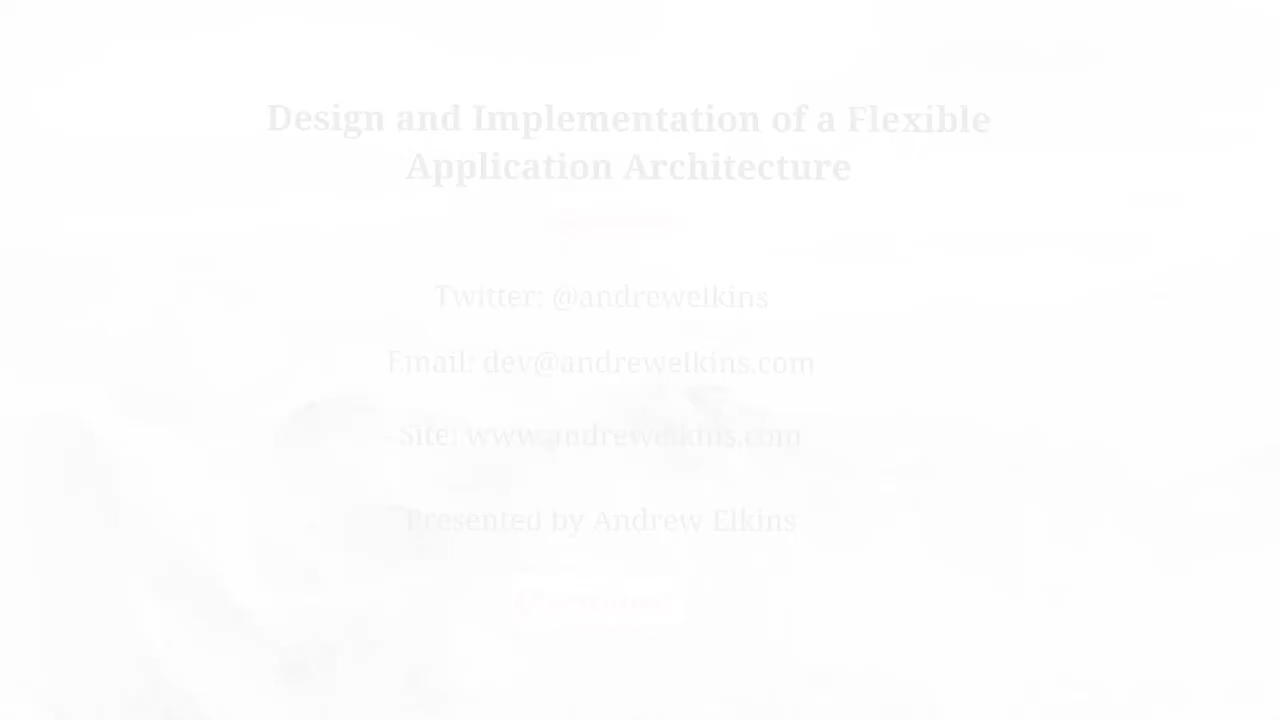 Design and Implementation of a Flexible
Application Architecture
Twitter: @andrewelkins
Email: dev@andrewelkins.com
Site: www.andrewelkins.com
Presented by Andrew Elkins